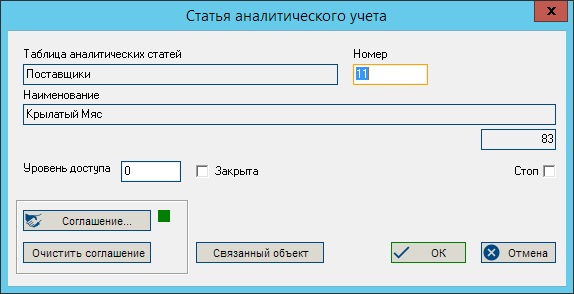 Статья аналитического учета
x
Таблица аналитических статей
Номер
Поставщики
11
Наименование
Крылатый Мяс
83
Уровень доступа
0
Закрыта
Стоп
Соглашение...
Очистить соглашение
Связанный объект
OK
Отмена